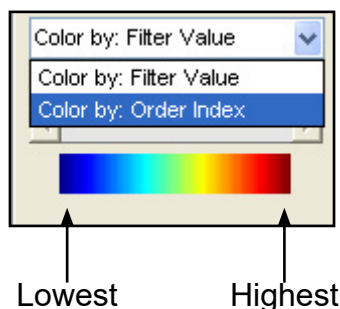 Color by: Filter Value
Color by: Filter Value
Color by: Order Index
Lowest Highest